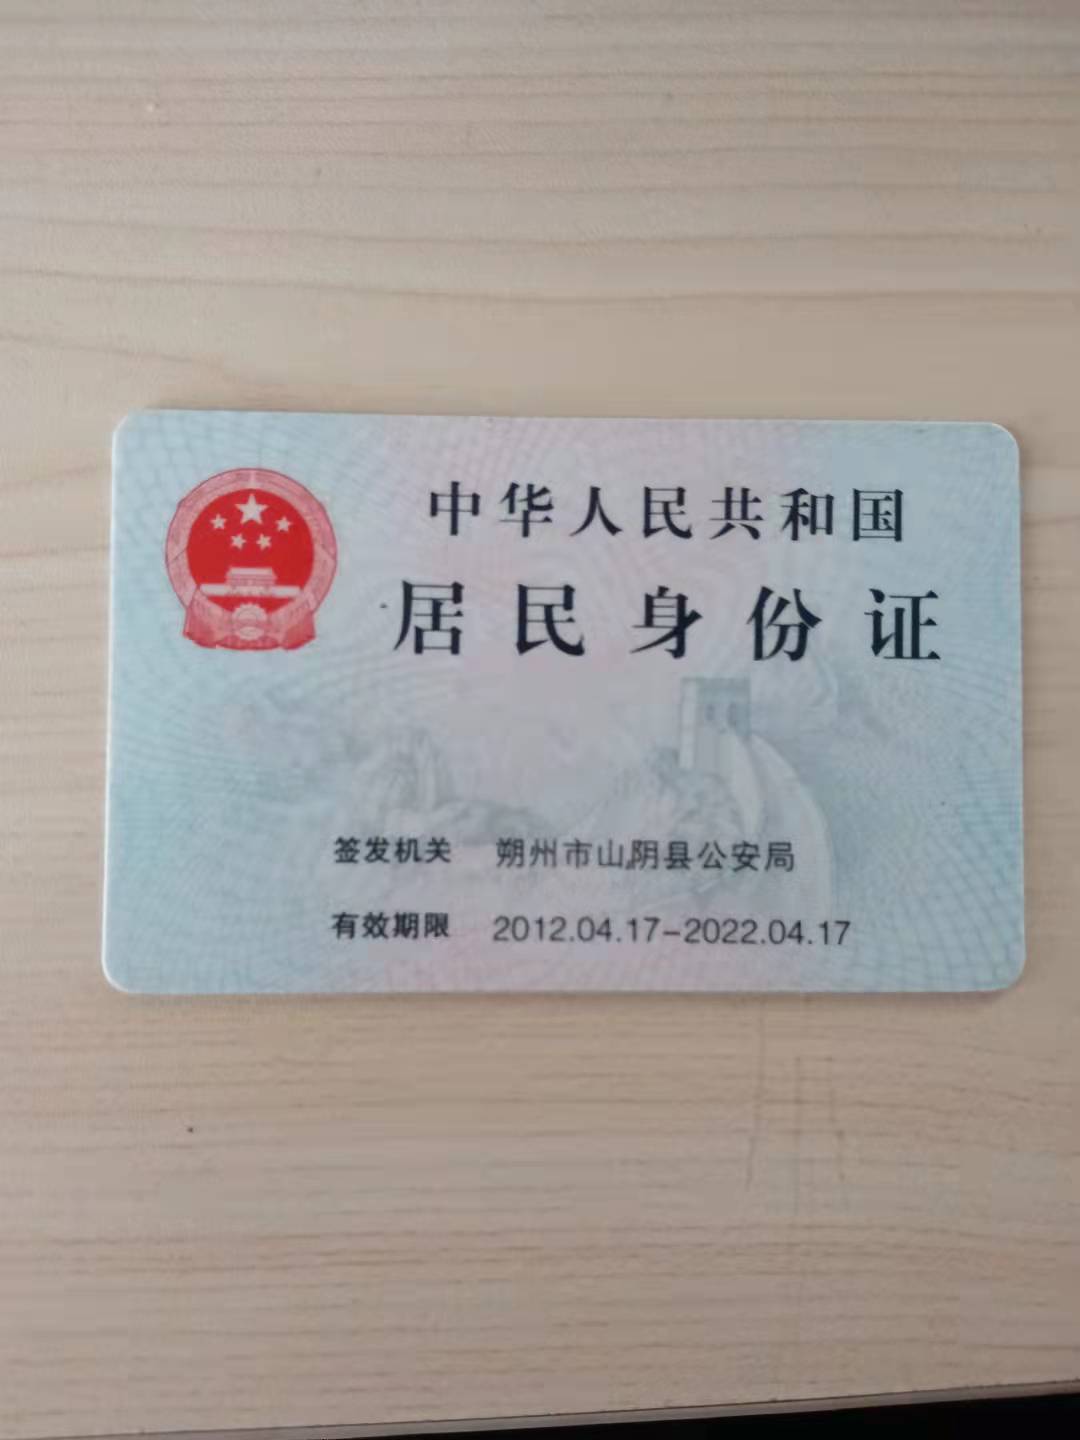 中华人民共和国
居民身份证
签发机关 朔州市山阴县公安局
有效期限 2012.04.17-2022.04.17